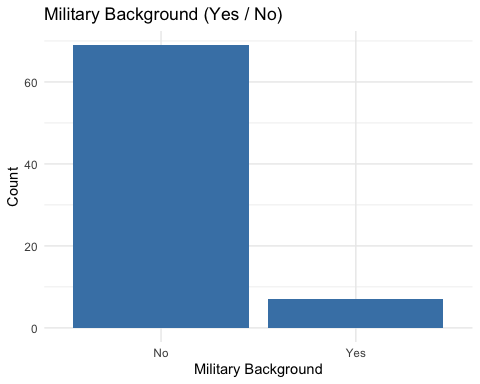 Military Background (Yes / No)
60
40
20
0
Count
No Yes
Military Background